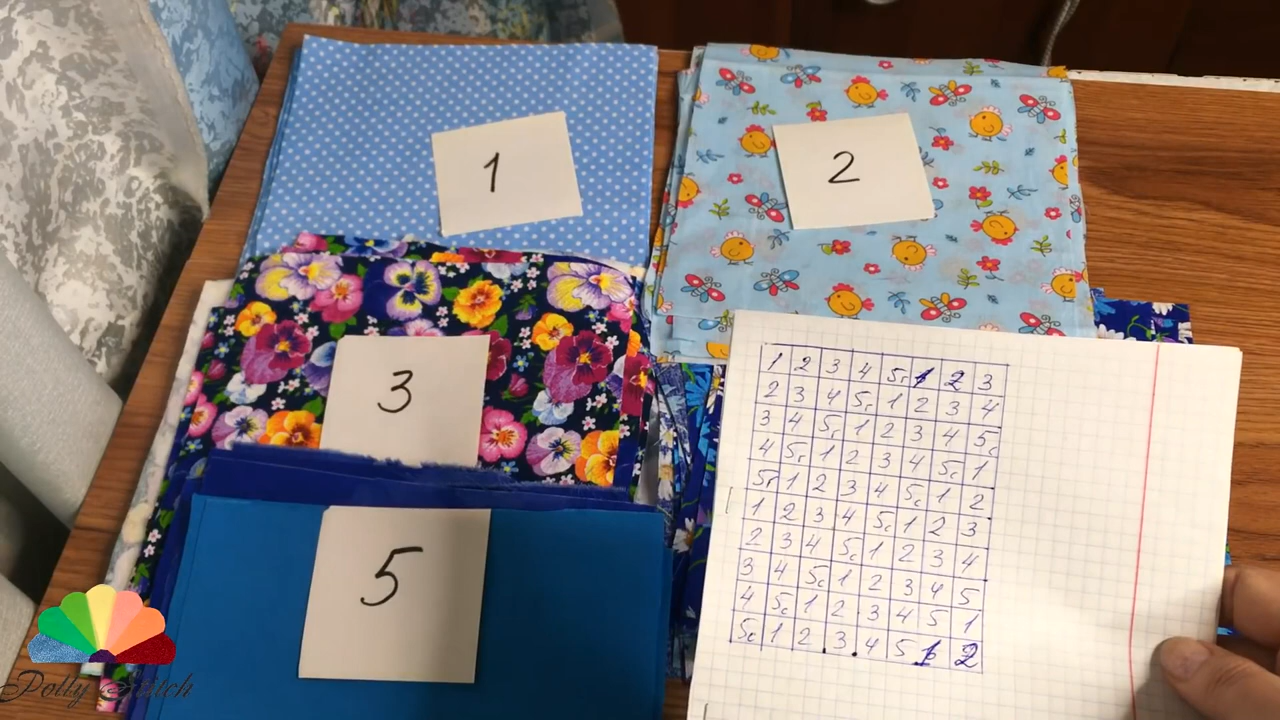 1
2
3
5
1 2 3 4 5c 1 2 3
2 3 4 5c 1 2 3 4
3 4 5c 1 2 3 4 5c
4 5c 1 2 3 4 5c 1
5c 1 2 3 4 5c 1 2
1 2 3 4 5c 1 2 3
2 3 4 5c 1 2 3 4
3 4 5c 1 2 3 4 5
4 5c 1 2 3 4 5 1
5c 1 2 3 4 5 1 2
Polly Stitch